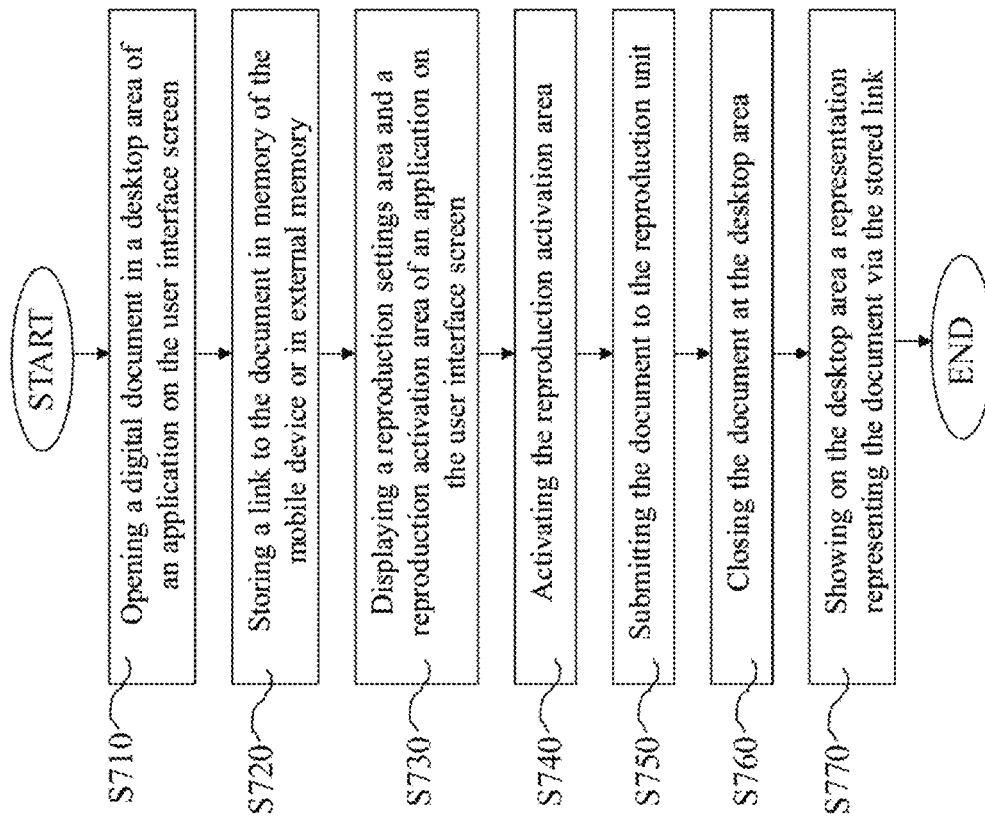 START
S710
Opening a digital document in a desktop area of
an application on the user interface screen
S720
Storing a link to the document in memory of the
mobile device or in external memory
S730
Displaying a reproduction settings area and a
reproduction activation area of an application on
the user interface screen
S740
Activating the reproduction activation area
S750
Submitting the document to the reproduction unit
S760
Closing the document at the desktop area
S770
Showing on the desktop area a representation
representing the document via the stored link
END